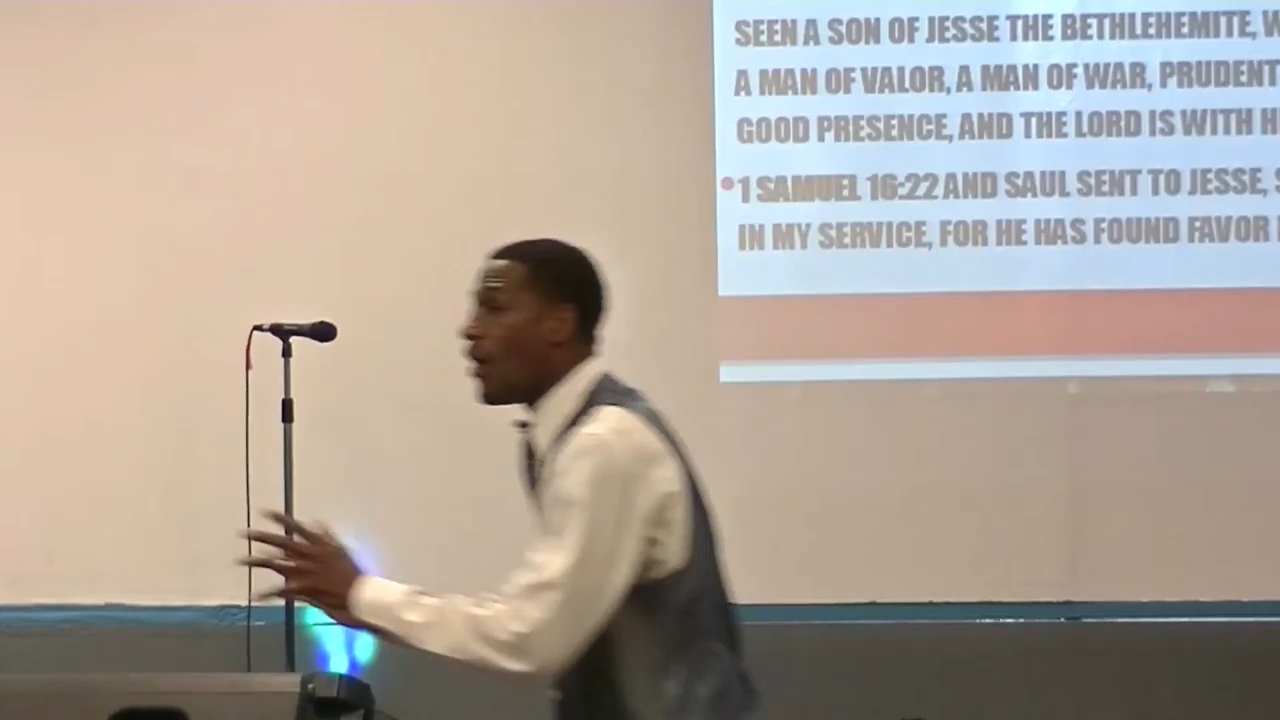 SEEN A SON OF JESSE THE BETHLEHEMITE,
A MAN OF VALOR, A MAN OF WAR, PRUDENT
GOOD PRESENCE, AND THE LORD IS WITH
•1 SAMUEL 16:22 AND SAUL SENT TO JESSE,
IN MY SERVICE, FOR HE HAS FOUND FAVOR